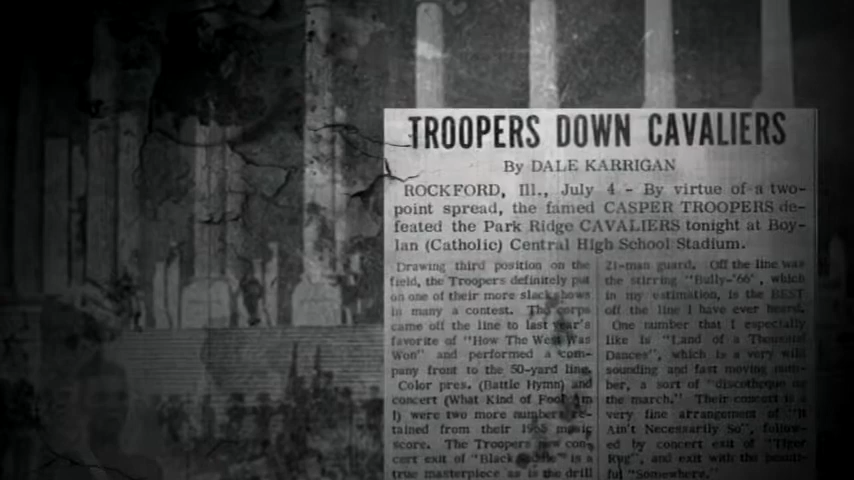 TROOPERS DOWN CAVALIERS
By DALE KARRIGAN
ROCKFORD, Ill., July 4 - By virtue of a two-
point spread, the famed CASPER TROOPERS de-
feated the Park Ridge CAVALIERS tonight at Boy-
lan (Catholic) Central High School Stadium.
Drawing third position on the
field, the Troopers definitely put
on one of their more slack shows
in many a contest. The corps
came off the line to last year's
favorite of "How The West Was
Won" and performed a com-
pany front to the 50-yard line.
Color pres. (Battle Hymn) and
concert (What Kind of Fool Am
I) were two more numbers re-
tained from their 1965 music
score. The Troopers new con-
cert exit of "Black Saddle" is a
true masterpiece as is the drill
21-man guard. Off the line was
the stirring "Bully-'66", which
in my estimation, is the BEST
off the line I have ever heard.
One number that I especially
like is "Land of a Thousand
Dances", which is a very wild
sounding and fast moving num-
ber, a sort of "discotheque on
the march." Their concert is a
very fine arrangement of "It
Ain't Necessarily So", follow-
ed by concert exit of "Tiger
Rag", and exit with the beauti-
ful "Somewhere."